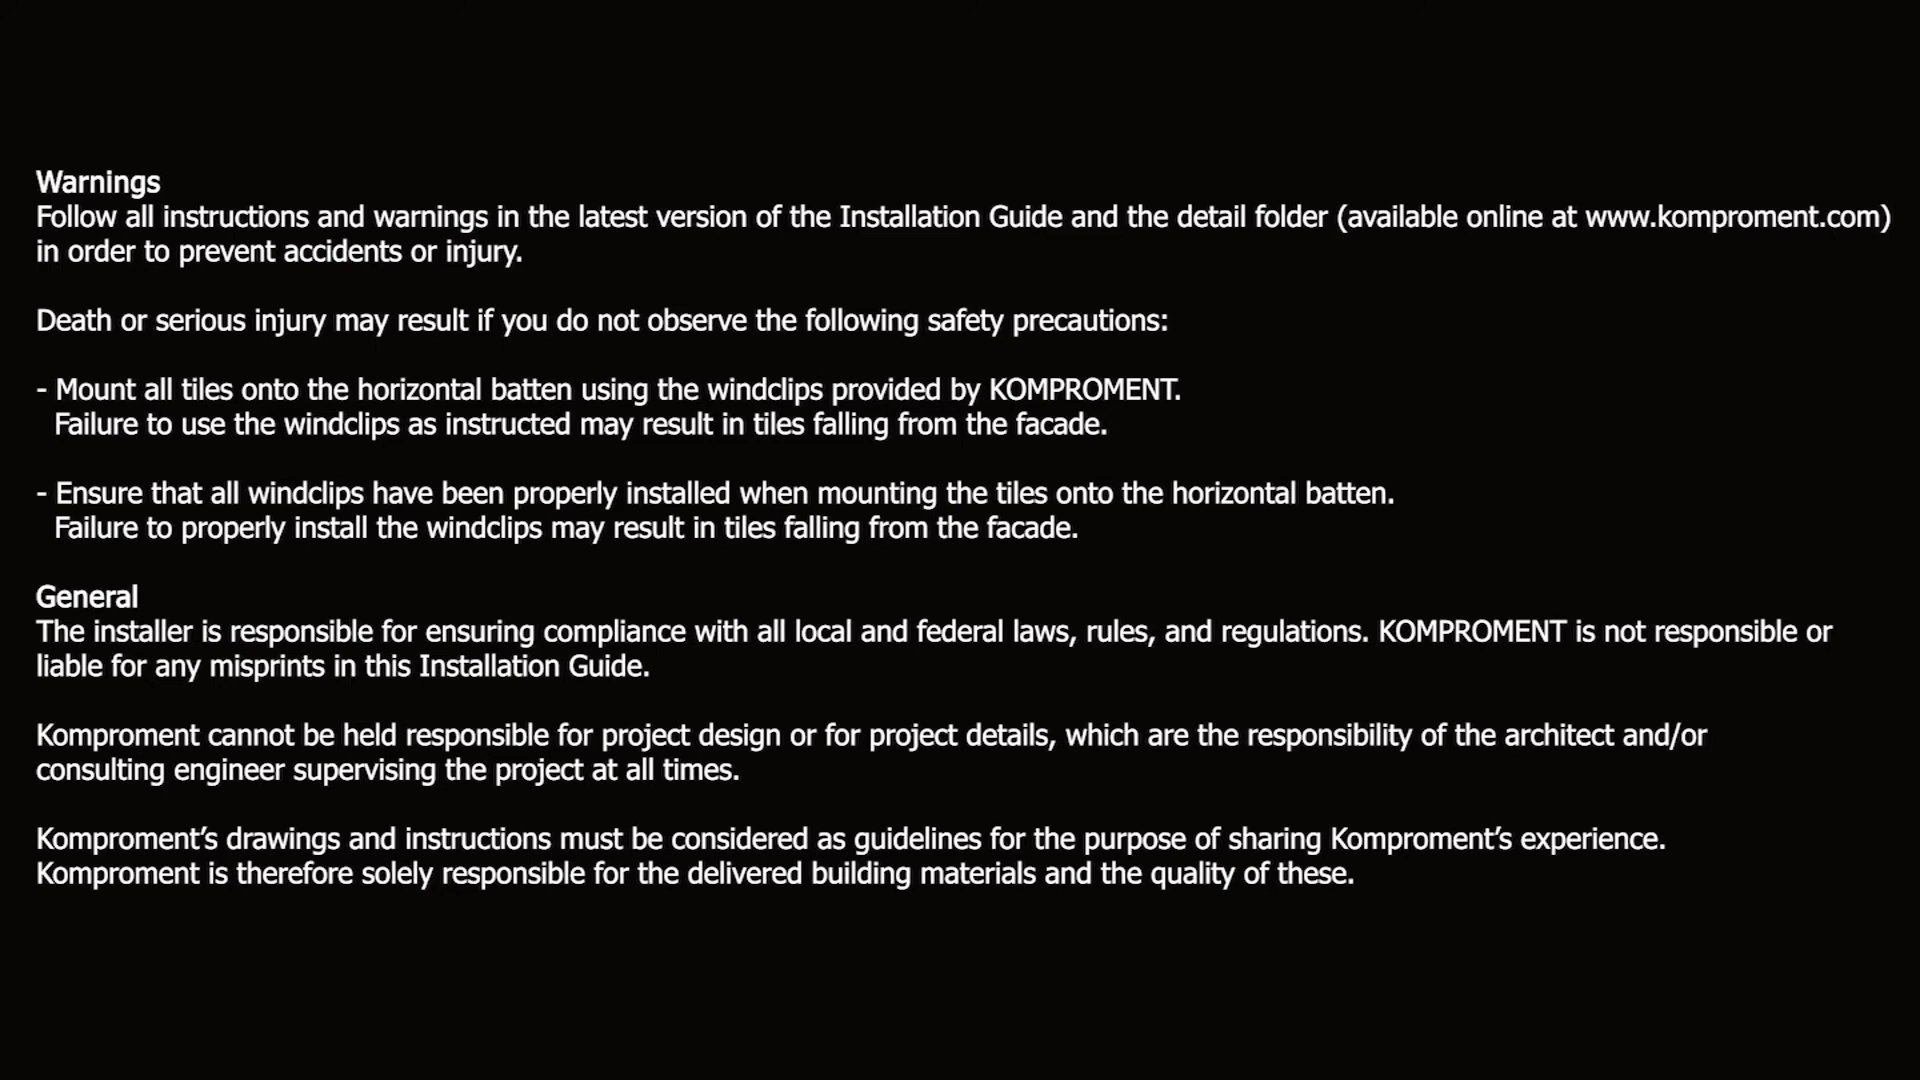 Warnings
Follow all instructions and warnings in the latest version of the Installation Guide and the detail folder (available online at www.komproment.com)
in order to prevent accidents or injury.
Death or serious injury may result if you do not observe the following safety precautions:
- Mount all tiles onto the horizontal batten using the windclips provided by KOMPROMENT.
Failure to use the windclips as instructed may result in tiles falling from the facade.
- Ensure that all windclips have been properly installed when mounting the tiles onto the horizontal batten.
Failure to properly install the windclips may result in tiles falling from the facade.
General
The installer is responsible for ensuring compliance with all local and federal laws, rules, and regulations. KOMPROMENT is not responsible or
liable for any misprints in this Installation Guide.
Komproment cannot be held responsible for project design or for project details, which are the responsibility of the architect and/or
consulting engineer supervising the project at all times.
Komproment’s drawings and instructions must be considered as guidelines for the purpose of sharing Komproment’s experience.
Komproment is therefore solely responsible for the delivered building materials and the quality of these.